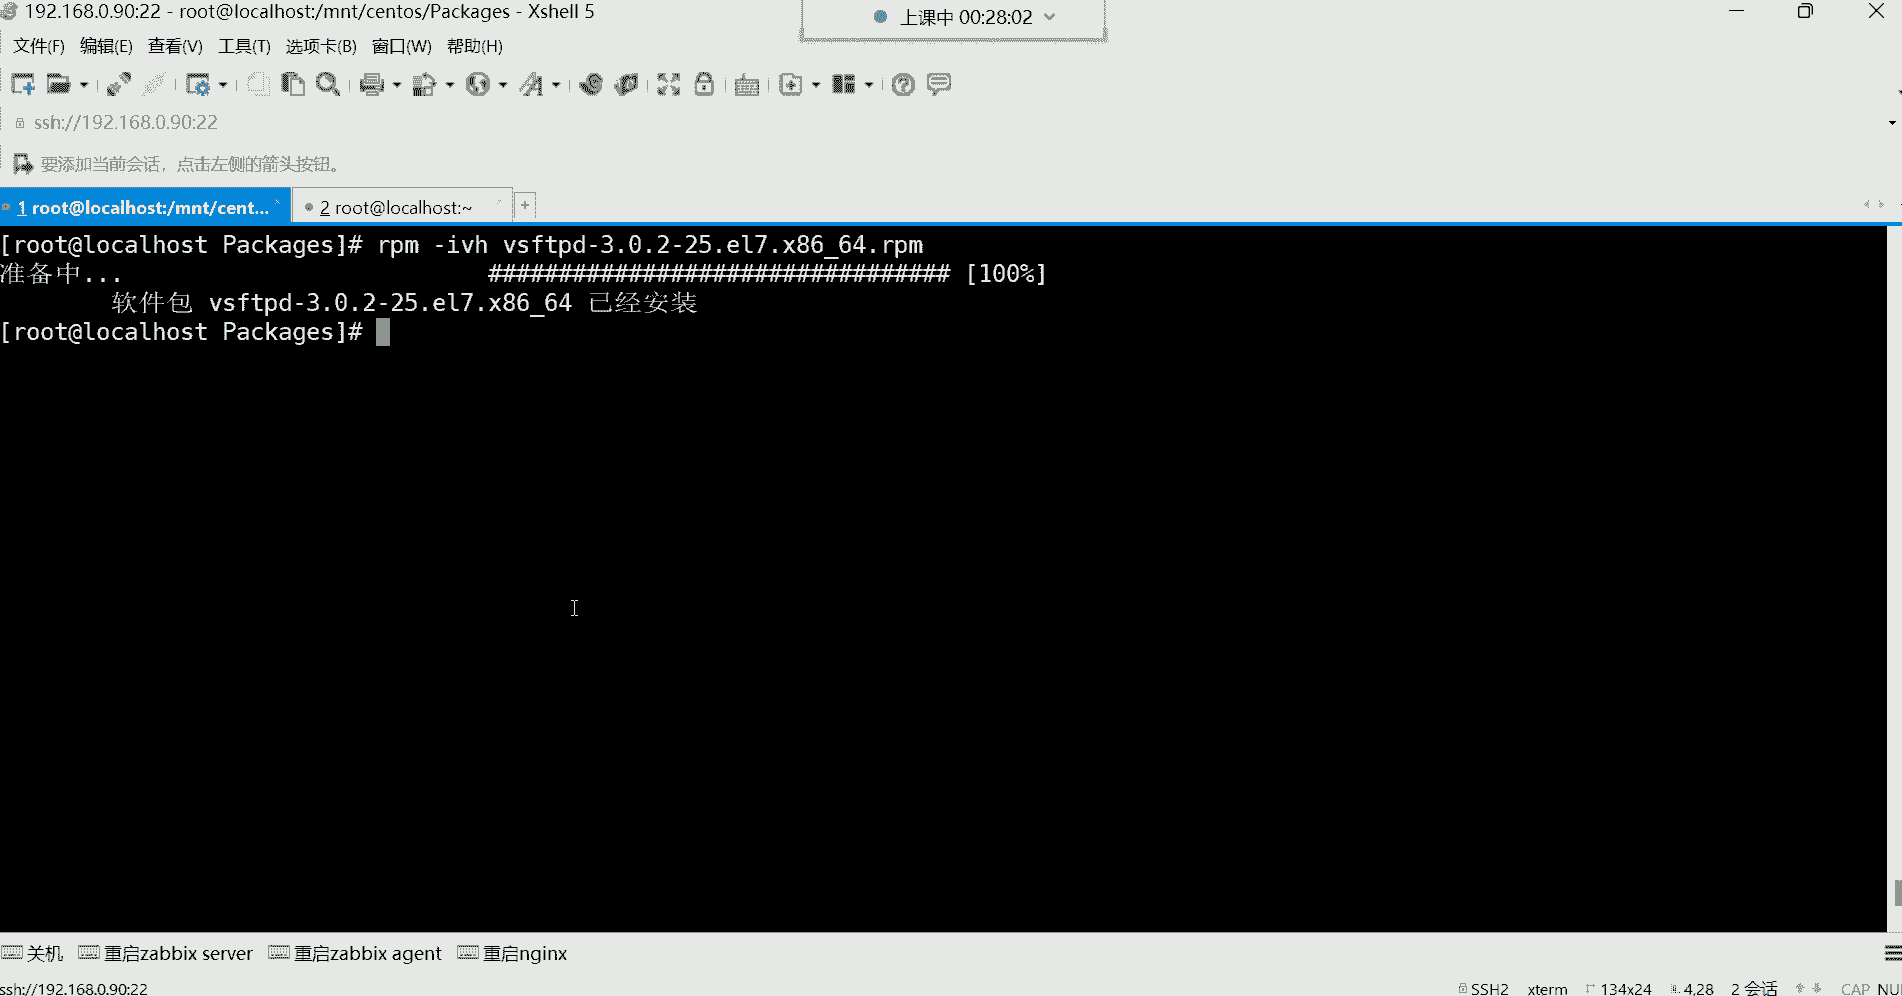 192.168.0.90:22 - root@localhost:/mnt/centos/Packages - Xshell 5
上课中 00:28:02
文件(F) 编辑(E) 查看(V) 工具(T) 选项卡(B) 窗口(W) 帮助(H)
ssh://192.168.0.90:22
要添加当前会话，点击左侧的箭头按钮。
1 root@localhost:/mnt/cent... 2 root@localhost:~
[root@localhost Packages]# rpm -ivh vsftpd-3.0.2-25.el7.x86_64.rpm
准备中... ################################# [100%]
软件包 vsftpd-3.0.2-25.el7.x86_64 已经安装
[root@localhost Packages]#
关机 重启zabbix server 重启zabbix agent 重启nginx
ssh://192.168.0.90:22 SSH2 xterm 134x24 4,28 2 会话 CAP NU